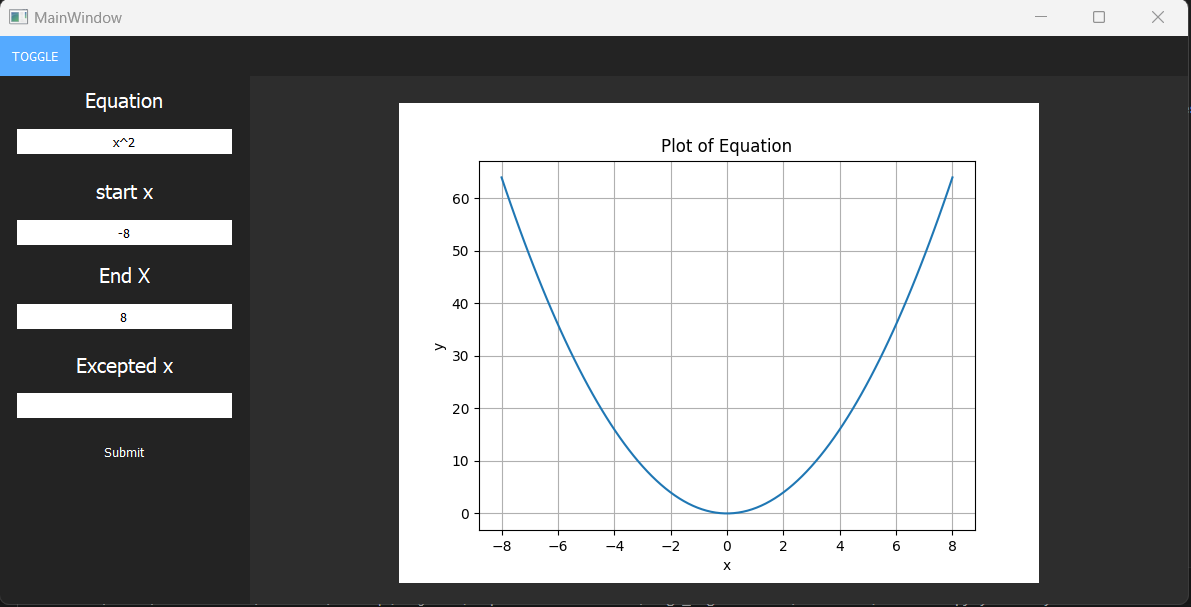 MainWindow
TOGGLE
Equation
x^2
start x
-8
End X
8
Excepted x
Submit
Plot of Equation
60
50
40
30
20
10
0
y
−8 −6 −4 −2 0 2 4 6 8
x